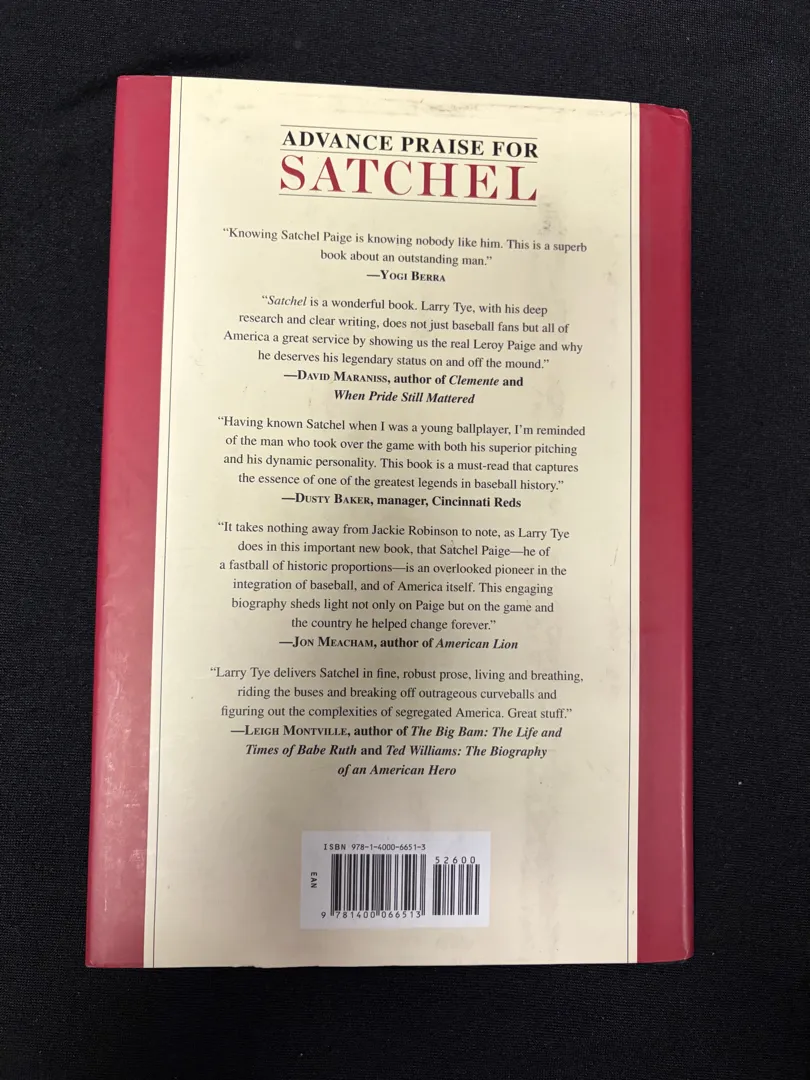 ADVANCE PRAISE FOR
SATCHEL
“Knowing Satchel Paige is knowing nobody like him. This is a superb
book about an outstanding man.”
—Yogi Berra
“Satchel is a wonderful book. Larry Tye, with his deep
research and clear writing, does not just baseball fans but all of
America a great service by showing us the real Leroy Paige and why
he deserves his legendary status on and off the mound.”
—David Maraniss, author of Clemente and
When Pride Still Mattered
“Having known Satchel when I was a young ballplayer, I’m reminded
of the man who took over the game with both his superior pitching
and his dynamic personality. This book is a must-read that captures
the essence of one of the greatest legends in baseball history.”
—Dusty Baker, manager, Cincinnati Reds
“It takes nothing away from Jackie Robinson to note, as Larry Tye
does in this important new book, that Satchel Paige—he of
a fastball of historic proportions—is an overlooked pioneer in the
integration of baseball, and of America itself. This engaging
biography sheds light not only on Paige but on the game and
the country he helped change forever.”
—Jon Meacham, author of American Lion
“Larry Tye delivers Satchel in fine, robust prose, living and breathing,
riding the buses and breaking off outrageous curveballs and
figuring out the complexities of segregated America. Great stuff.”
—Leigh Montville, author of The Big Bam: The Life and
Times of Babe Ruth and Ted Williams: The Biography
of an American Hero
ISBN 978-1-4000-6651-3
52600
EAN
9 781400 066513